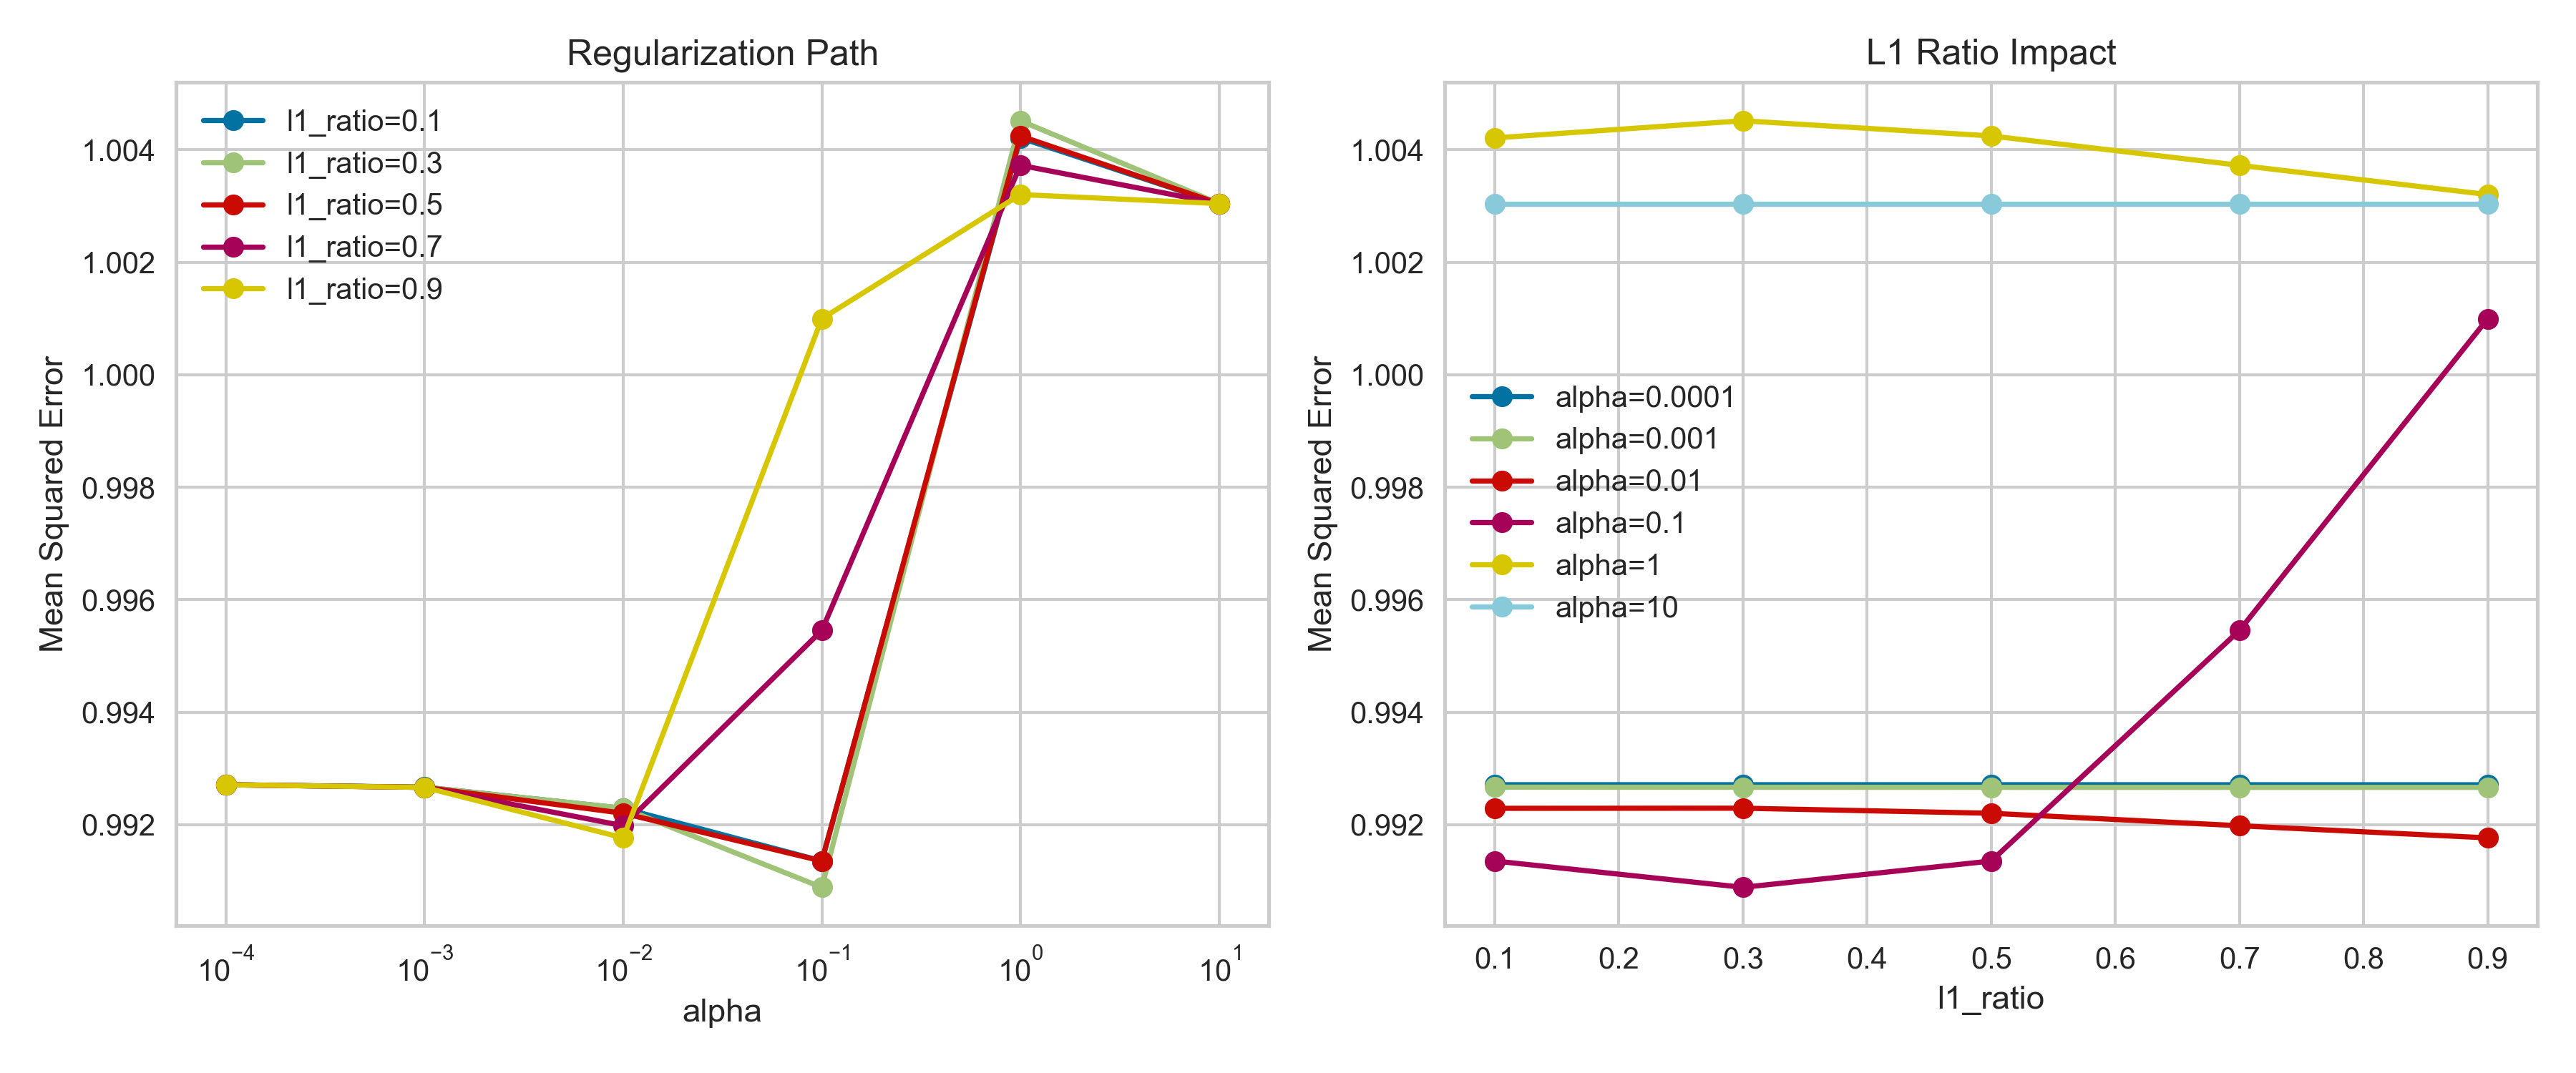 Regularization Path
l1_ratio=0.1
l1_ratio=0.3
l1_ratio=0.5
l1_ratio=0.7
l1_ratio=0.9
Mean Squared Error
1.004
1.002
1.000
0.998
0.996
0.994
0.992
10⁻⁴ 10⁻³ 10⁻² 10⁻¹ 10⁰ 10¹
alpha
L1 Ratio Impact
Mean Squared Error
1.004
1.002
1.000
0.998
0.996
0.994
0.992
alpha=0.0001
alpha=0.001
alpha=0.01
alpha=0.1
alpha=1
alpha=10
0.1 0.2 0.3 0.4 0.5 0.6 0.7 0.8 0.9
l1_ratio